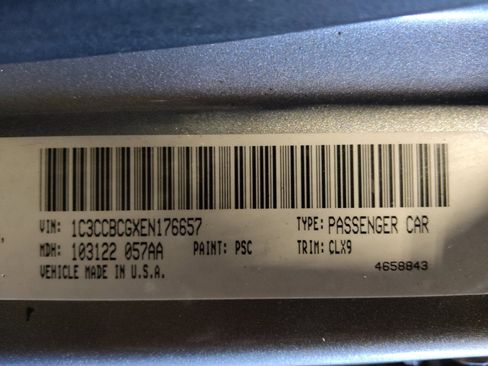 VIN: 1C3CCBCGXEN176657 TYPE: PASSENGER CAR
MDH: 103122 057AA PAINT: PSC TRIM: CLX9
VEHICLE MADE IN U.S.A. 4658843